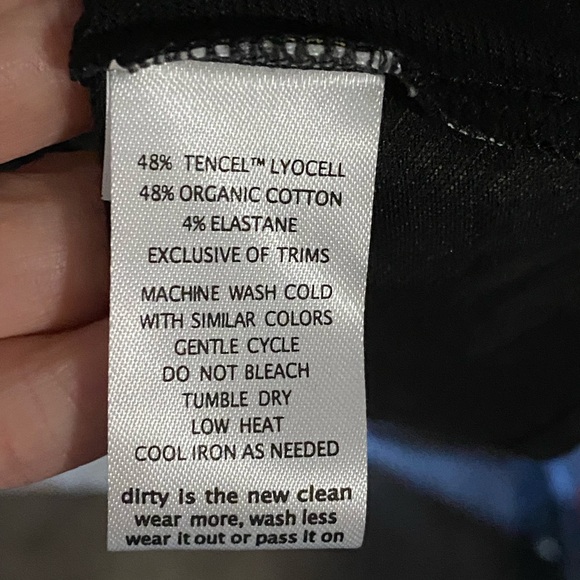 48% TENCEL™ LYOCELL
48% ORGANIC COTTON
4% ELASTANE
EXCLUSIVE OF TRIMS
MACHINE WASH COLD
WITH SIMILAR COLORS
GENTLE CYCLE
DO NOT BLEACH
TUMBLE DRY
LOW HEAT
COOL IRON AS NEEDED
dirty is the new clean
wear more, wash less
wear it out or pass it on